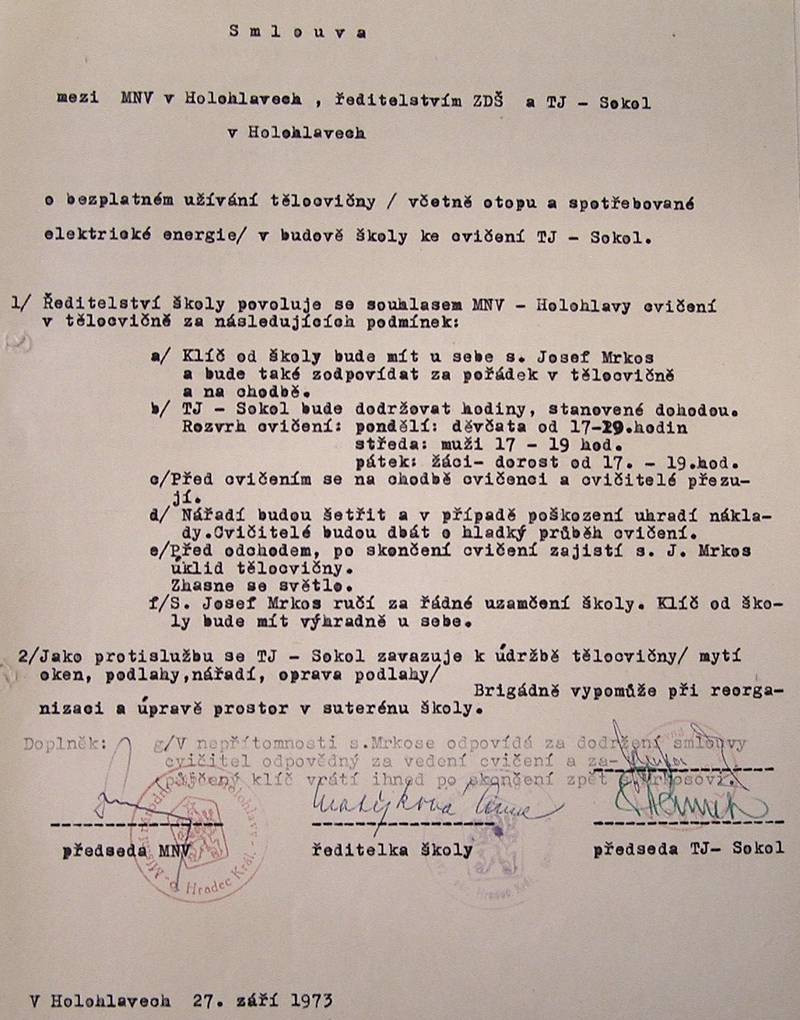 S m l o u v a
mezi MNV v Holohlavech , ředitelstvím ZDŠ a TJ – Sokol
v Holohlavech
o bezplatném užívání tělocvičny / včetně otopu a spotřebované
elektrické energie/ v budově školy ke cvičení TJ – Sokol.
1/ Ředitelství školy povoluje se souhlasem MNV – Holohlavy cvičení
v tělocvičně za následujících podmínek:
a/ Klíč od školy bude mít u sebe s. Josef Mrkos
a bude také zodpovídat za pořádek v tělocvičně
a na chodbě.
b/ TJ – Sokol bude dodržovat hodiny, stanovené dohodou.
Rozvrh cvičení: pondělí: děvčata od 17–19.hodin
středa: muži 17 – 19 hod.
pátek: žáci– dorost od 17. – 19.hod.
c/Před cvičením se na chodbě cvičenci a cvičitelé přezu-
jí.
d/ Nářadí budou šetřit a v případě poškození uhradí nákla-
dy.Cvičitelé budou dbát o hladký průběh cvičení.
e/Před odchodem, po skončení cvičení zajistí s. J. Mrkos
úklid tělocvičny.
Zhasne se světlo.
f/S. Josef Mrkos ručí za řádné uzamčení školy. Klíč od ško-
ly bude mít výhradně u sebe.
2/Jako protislužbu se TJ – Sokol zavazuje k údržbě tělocvičny/ mytí
oken, podlahy,nářadí, oprava podlahy/
Brigádně vypomůže při reorga-
nizaci a úpravě prostor v suterénu školy.
Doplněk: g/V nepřítomnosti s.Mrkose odpovídá za dodržení smlouvy
cvičitel odpovědný za vedení cvičení a za-
půjčený klíč vrátí ihned po skončení zpět
předseda MNV ředitelka školy předseda TJ– Sokol
Hradec Král.
V Holohlavech 27. září 1973